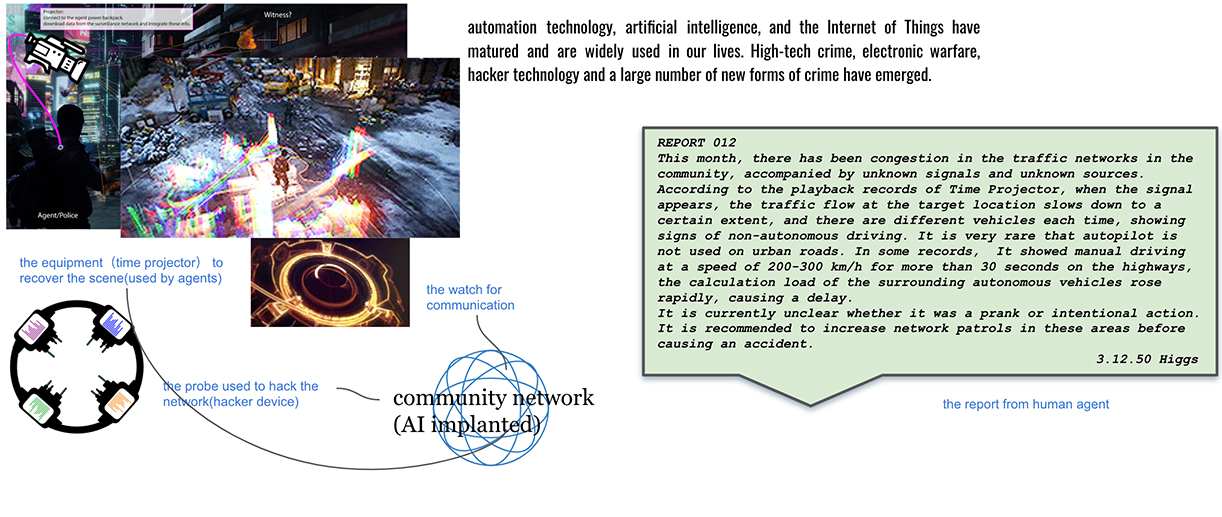 Projector:
connect to the agent power backpack.
download data from the surveillance network and integrate these info.
Witness?
Agent/Police
automation technology, artificial intelligence, and the Internet of Things have
matured and are widely used in our lives. High-tech crime, electronic warfare,
hacker technology and a large number of new forms of crime have emerged.
REPORT 012
This month, there has been congestion in the traffic networks in the
community, accompanied by unknown signals and unknown sources.
According to the playback records of Time Projector, when the signal
appears, the traffic flow at the target location slows down to a
certain extent, and there are different vehicles each time, showing
signs of non-autonomous driving. It is very rare that autopilot is
not used on urban roads. In some records, It showed manual driving
at a speed of 200-300 km/h for more than 30 seconds on the highways,
the calculation load of the surrounding autonomous vehicles rose
rapidly, causing a delay.
It is currently unclear whether it was a prank or intentional action.
It is recommended to increase network patrols in these areas before
causing an accident.
3.12.50 Higgs
the report from human agent
the equipment（time projector） to
recover the scene(used by agents)
the watch for
communication
the probe used to hack the
network(hacker device)
community network
(AI implanted)